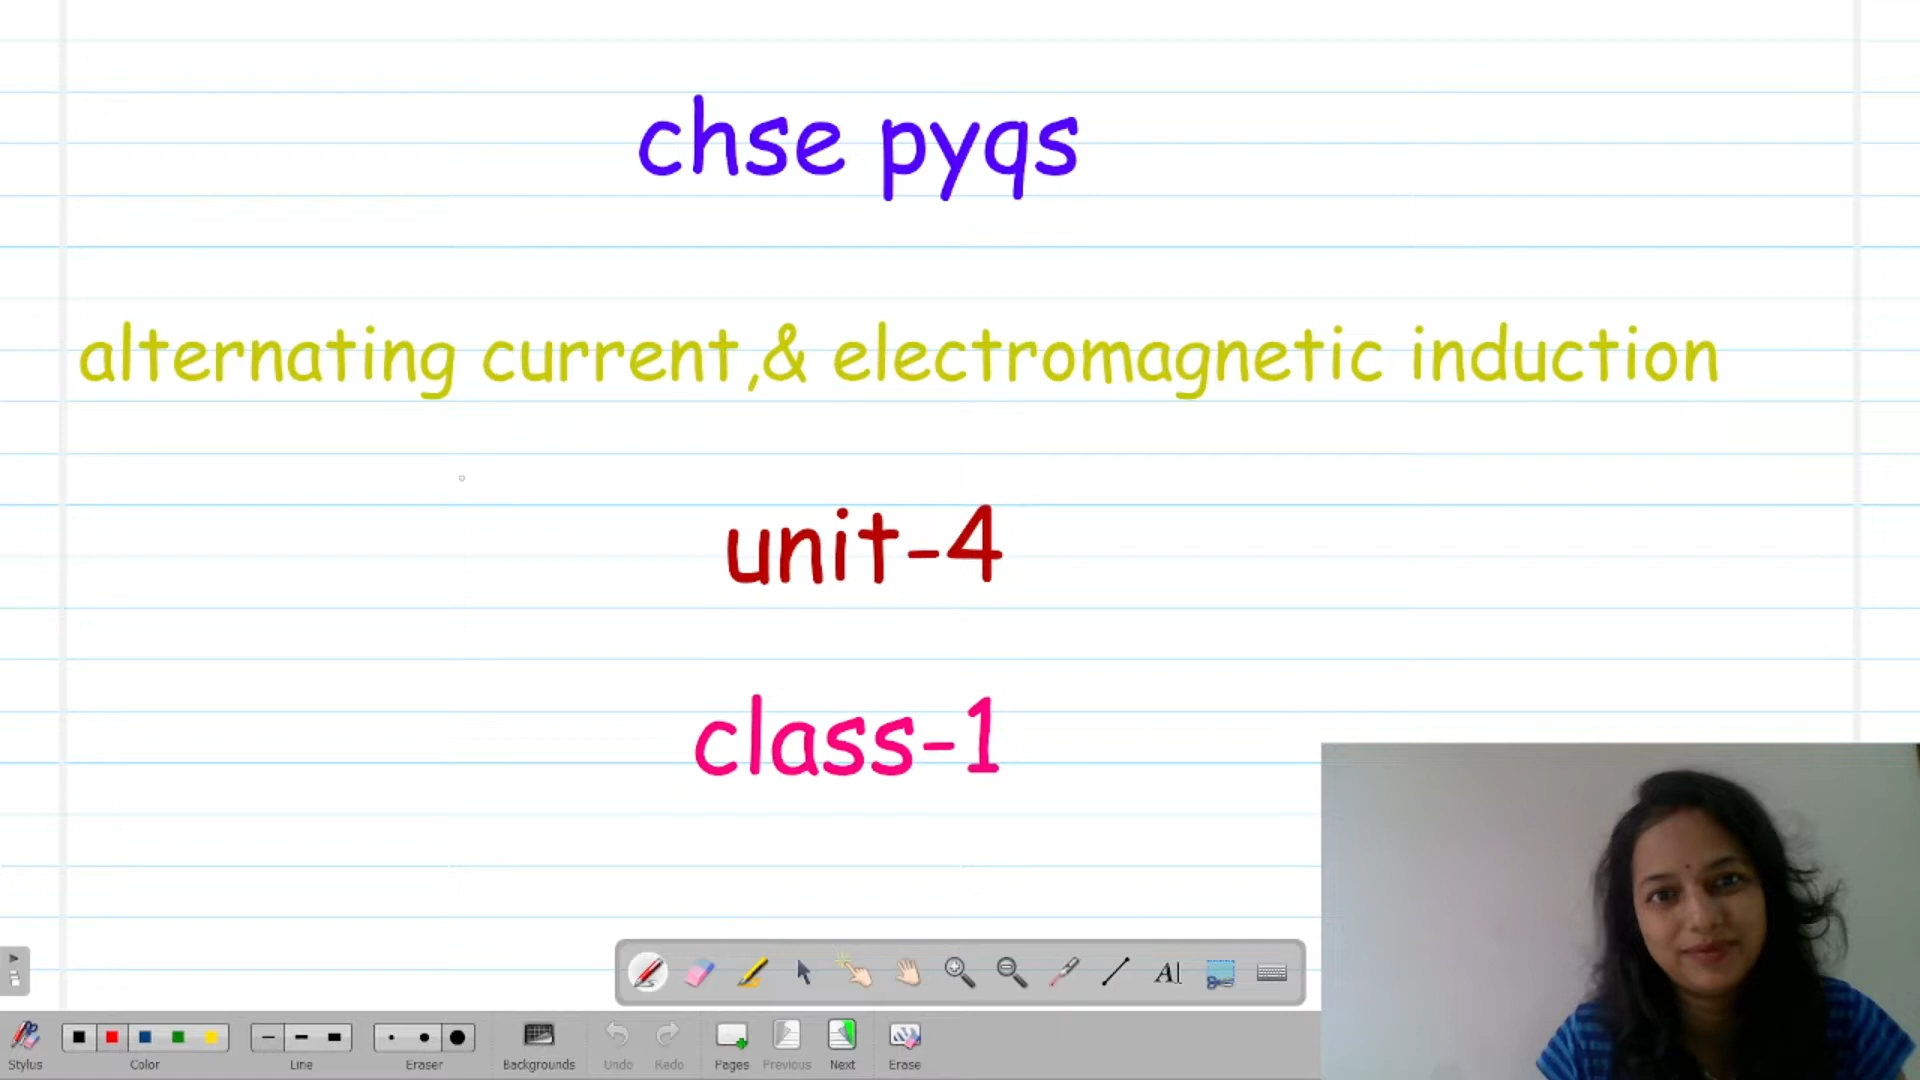 chse pyqs
alternating current,& electromagnetic induction
unit-4
class-1
AI
Stylus
Color
Line
Eraser
Backgrounds
Undo
Redo
Pages
Previous
Next
Erase